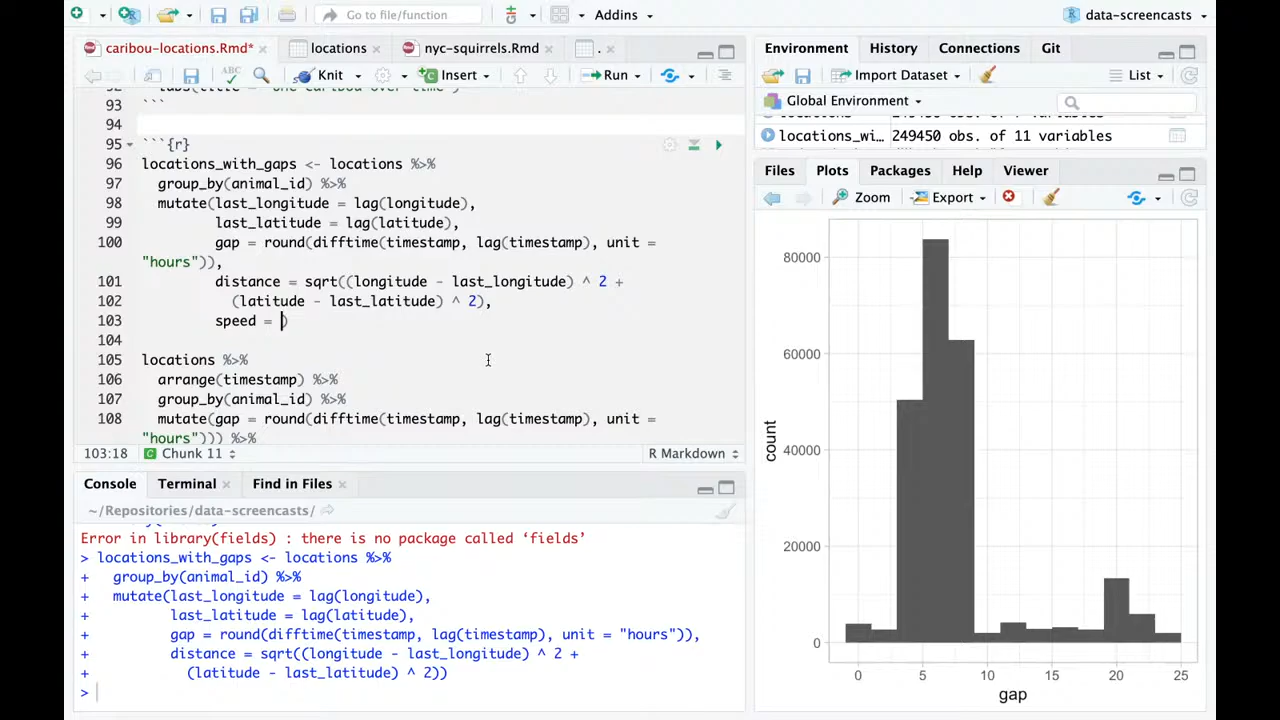 Go to file/function
Addins
data-screencasts
caribou-locations.Rmd*
locations
nyc-squirrels.Rmd
.
ABC
Knit
Insert
Run
93 ```
94
95 ```{r}
96 locations_with_gaps <- locations %>%
97 group_by(animal_id) %>%
98 mutate(last_longitude = lag(longitude),
99 last_latitude = lag(latitude),
100 gap = round(difftime(timestamp, lag(timestamp), unit =
"hours")),
101 distance = sqrt((longitude - last_longitude) ^ 2 +
102 (latitude - last_latitude) ^ 2),
103 speed = )
104
105 locations %>%
106 arrange(timestamp) %>%
107 group_by(animal_id) %>%
108 mutate(gap = round(difftime(timestamp, lag(timestamp), unit =
"hours"))) %>%
103:18
Chunk 11
R Markdown
Console
Terminal
Find in Files
~/Repositories/data-screencasts/
Error in library(fields) : there is no package called ‘fields’
> locations_with_gaps <- locations %>%
+ group_by(animal_id) %>%
+ mutate(last_longitude = lag(longitude),
+ last_latitude = lag(latitude),
+ gap = round(difftime(timestamp, lag(timestamp), unit = "hours")),
+ distance = sqrt((longitude - last_longitude) ^ 2 +
+ (latitude - last_latitude) ^ 2))
>
Environment
History
Connections
Git
Import Dataset
List
Global Environment
locations_wi… 249450 obs. of 11 variables
Files
Plots
Packages
Help
Viewer
Zoom
Export
80000
60000
40000
20000
0
count
0 5 10 15 20 25
gap